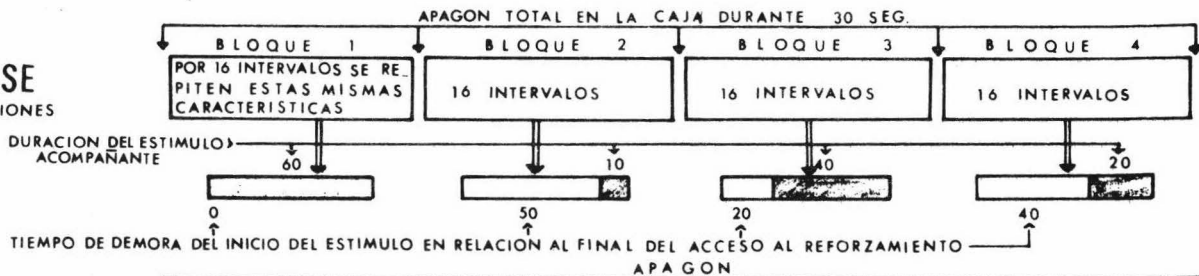 APAGON TOTAL EN LA CAJA DURANTE 30 SEG.
BLOQUE 1 BLOQUE 2 BLOQUE 3 BLOQUE 4
SE
IONES
POR 16 INTERVALOS SE RE_
PITEN ESTAS MISMAS
CARACTERISTICAS
16 INTERVALOS
16 INTERVALOS
16 INTERVALOS
DURACION DEL ESTIMULO
ACOMPAÑANTE
60 10 40 20
0 50 20 40
TIEMPO DE DEMORA DEL INICIO DEL ESTIMULO EN RELACION AL FINAL DEL ACCESO AL REFORZAMIENTO
APAGON